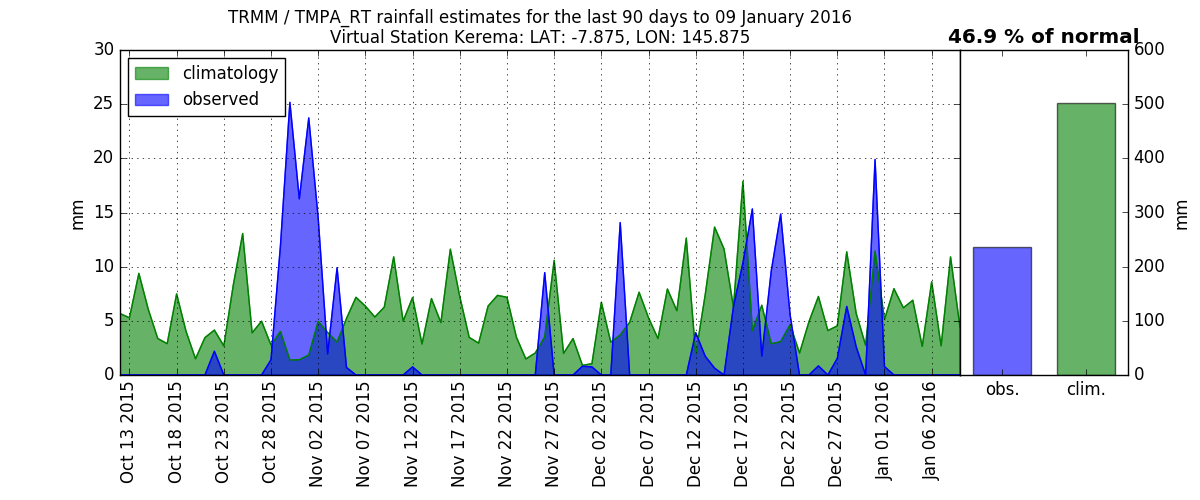 TRMM / TMPA_RT rainfall estimates for the last 90 days to 09 January 2016
Virtual Station Kerema: LAT: -7.875, LON: 145.875
46.9 % of normal
climatology
observed
30
25
20
15
10
5
0
mm
600
500
400
300
200
100
0
mm
Oct 13 2015
Oct 18 2015
Oct 23 2015
Oct 28 2015
Nov 02 2015
Nov 07 2015
Nov 12 2015
Nov 17 2015
Nov 22 2015
Nov 27 2015
Dec 02 2015
Dec 07 2015
Dec 12 2015
Dec 17 2015
Dec 22 2015
Dec 27 2015
Jan 01 2016
Jan 06 2016
obs.
clim.